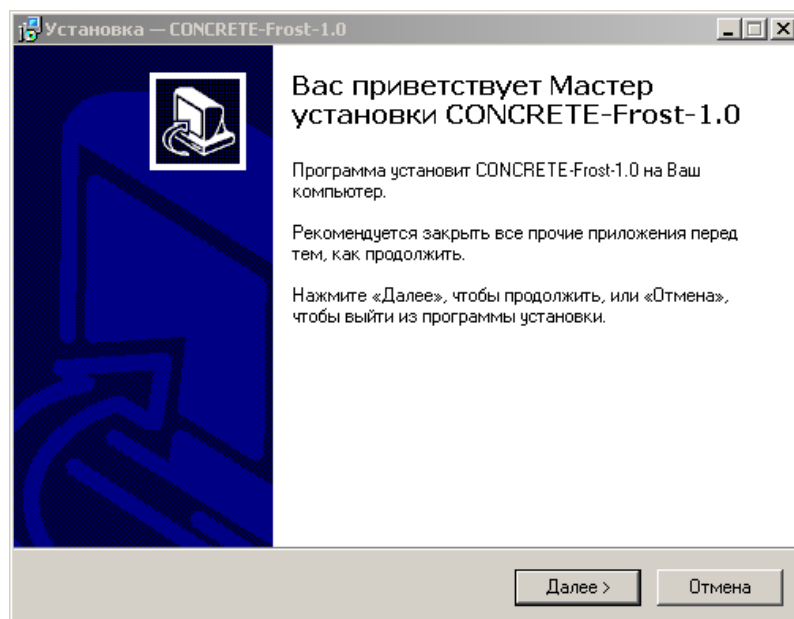 Установка — CONCRETE-Frost-1.0
Вас приветствует Мастер
установки CONCRETE-Frost-1.0
Программа установит CONCRETE-Frost-1.0 на Ваш
компьютер.
Рекомендуется закрыть все прочие приложения перед
тем, как продолжить.
Нажмите «Далее», чтобы продолжить, или «Отмена»,
чтобы выйти из программы установки.
Далее >
Отмена